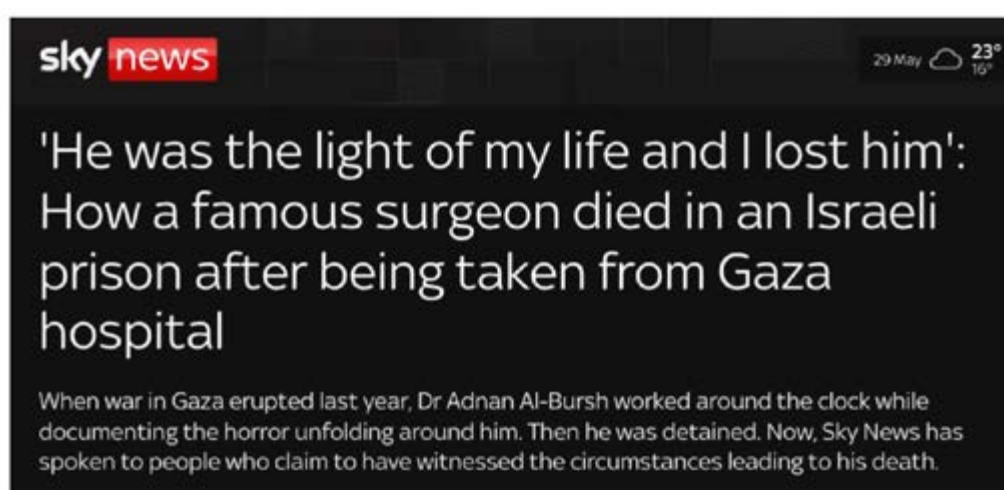 sky news
29 May 23°
16°
'He was the light of my life and I lost him':
How a famous surgeon died in an Israeli
prison after being taken from Gaza
hospital
When war in Gaza erupted last year, Dr Adnan Al-Bursh worked around the clock while
documenting the horror unfolding around him. Then he was detained. Now, Sky News has
spoken to people who claim to have witnessed the circumstances leading to his death.